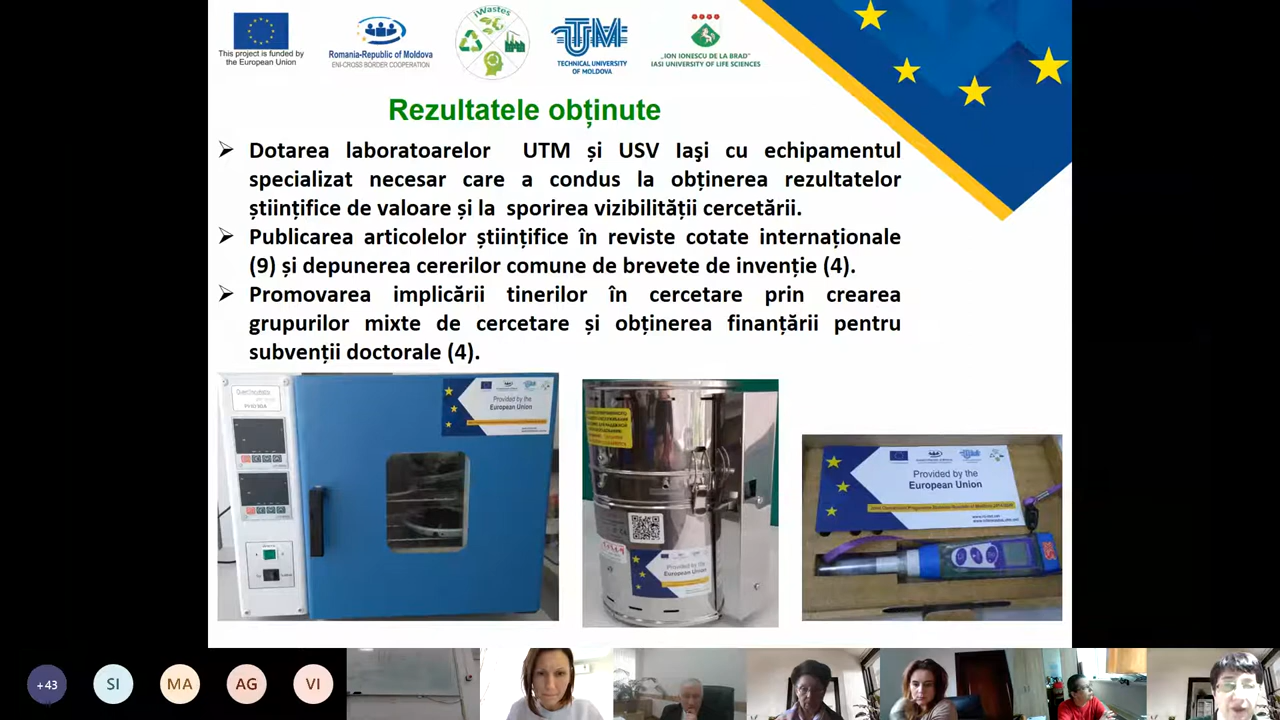 This project is funded by
the European Union
Romania-Republic of Moldova
ENI-CROSS BORDER COOPERATION
iWastes
UTM
TECHNICAL UNIVERSITY
OF MOLDOVA
„ION IONESCU DE LA BRAD”
IASI UNIVERSITY OF LIFE SCIENCES
Rezultatele obținute
Dotarea laboratoarelor UTM și USV Iaşi cu echipamentul
specializat necesar care a condus la obținerea rezultatelor
științifice de valoare și la sporirea vizibilității cercetării.
Publicarea articolelor științifice în reviste cotate internaționale
(9) și depunerea cererilor comune de brevete de invenție (4).
Promovarea implicării tinerilor în cercetare prin crearea
grupurilor mixte de cercetare și obținerea finanțării pentru
subvenții doctorale (4).
Provided by the
European Union
Provided by the
European Union
Provided by the
European Union
+43
SI
MA
AG
VI